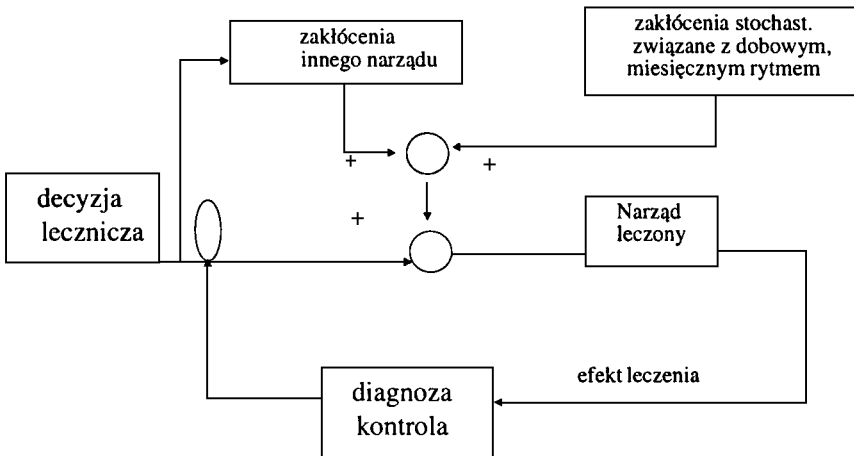 zakłócenia
innego narządu
zakłócenia stochast.
związane z dobowym,
miesięcznym rytmem
+
+
decyzja
lecznicza
+
Narząd
leczony
efekt leczenia
diagnoza
kontrola